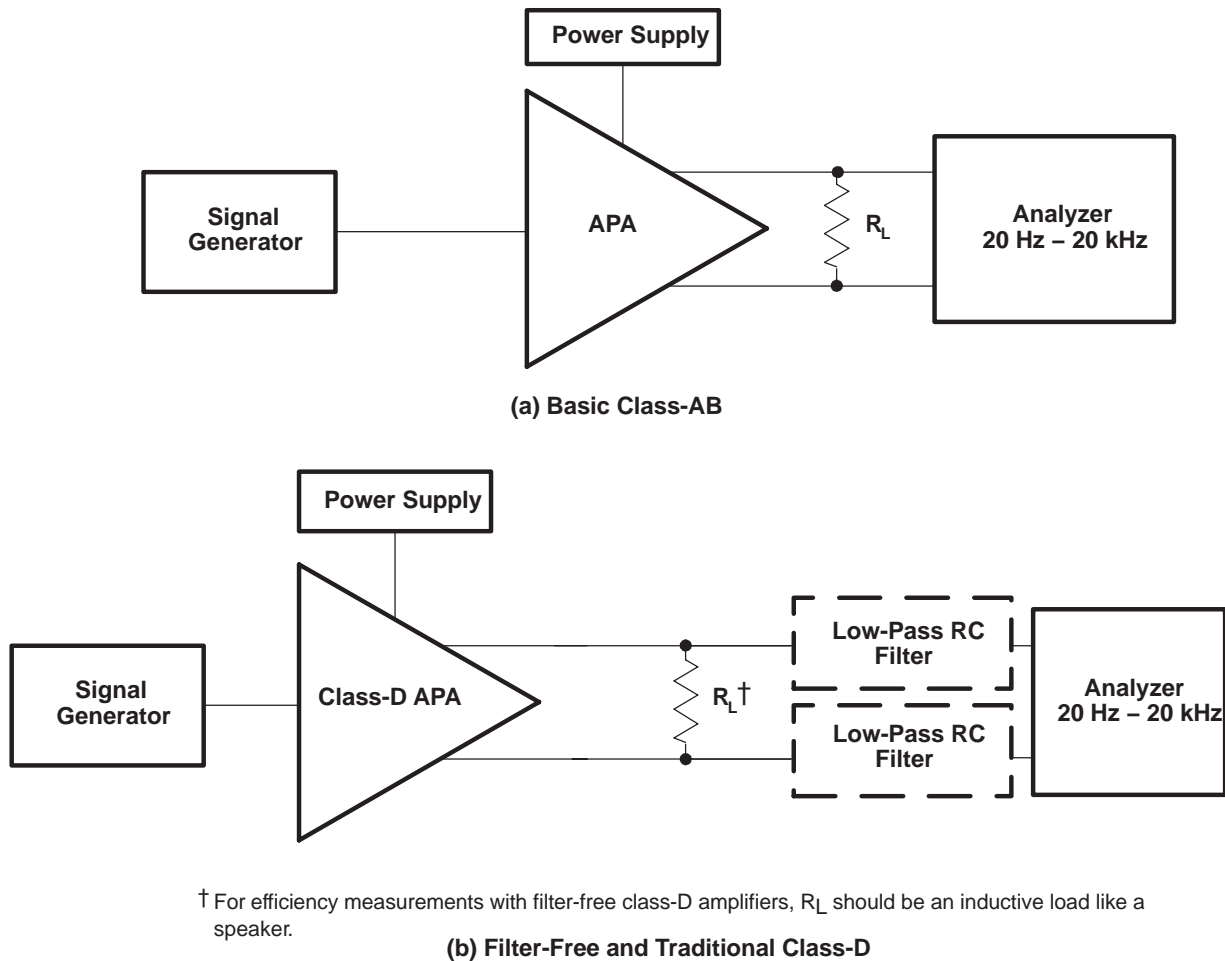 Power Supply
Signal
Generator
APA
RL
Analyzer
20 Hz – 20 kHz
(a) Basic Class-AB
Power Supply
Signal
Generator
Class-D APA
RL†
Low-Pass RC
Filter
Low-Pass RC
Filter
Analyzer
20 Hz – 20 kHz
† For efficiency measurements with filter-free class-D amplifiers, RL should be an inductive load like a
speaker.
(b) Filter-Free and Traditional Class-D